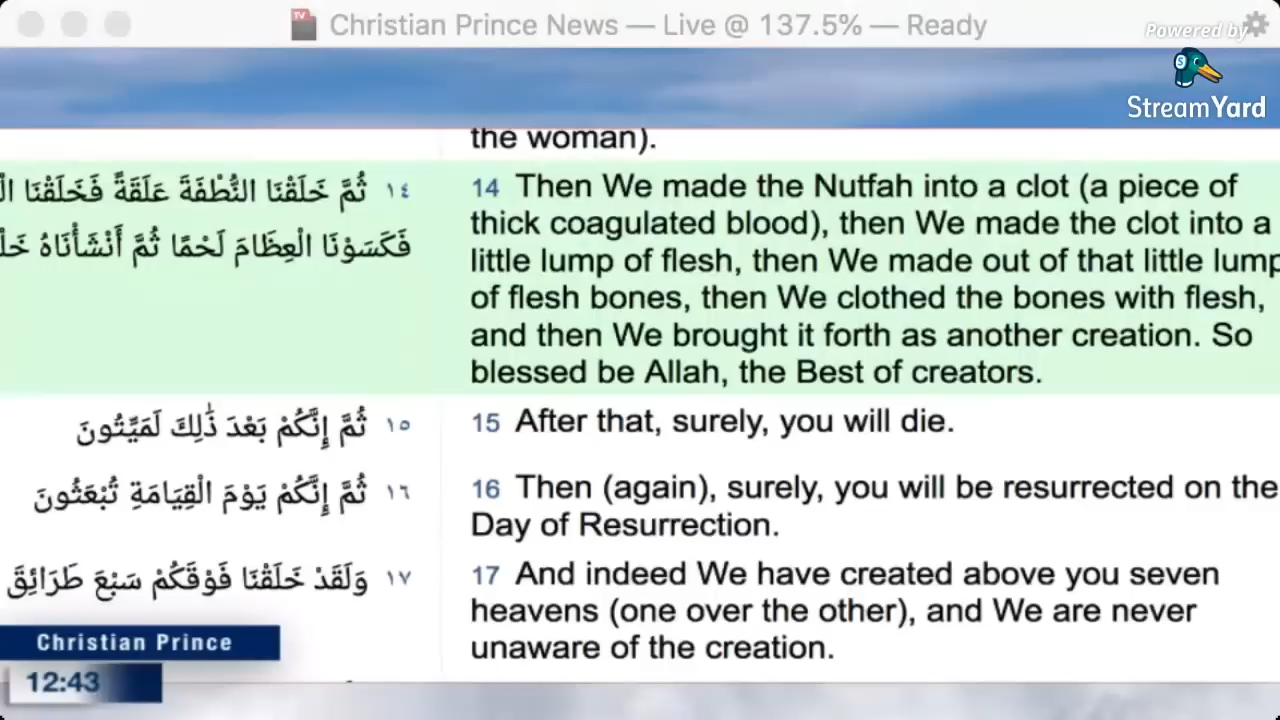 Christian Prince News — Live @ 137.5% — Ready
Powered by
StreamYard
the woman).
١٤ ثُمَّ خَلَقْنَا النُّطْفَةَ عَلَقَةً فَخَلَقْنَا
فَكَسَوْنَا الْعِظَامَ لَحْمًا ثُمَّ أَنْشَأْنَاهُ
14 Then We made the Nutfah into a clot (a piece of
thick coagulated blood), then We made the clot into a
little lump of flesh, then We made out of that little lump
of flesh bones, then We clothed the bones with flesh,
and then We brought it forth as another creation. So
blessed be Allah, the Best of creators.
١٥ ثُمَّ إِنَّكُمْ بَعْدَ ذَٰلِكَ لَمَيِّتُونَ
15 After that, surely, you will die.
١٦ ثُمَّ إِنَّكُمْ يَوْمَ الْقِيَامَةِ تُبْعَثُونَ
16 Then (again), surely, you will be resurrected on the
Day of Resurrection.
١٧ وَلَقَدْ خَلَقْنَا فَوْقَكُمْ سَبْعَ طَرَائِقَ
17 And indeed We have created above you seven
heavens (one over the other), and We are never
unaware of the creation.
Christian Prince
12:43